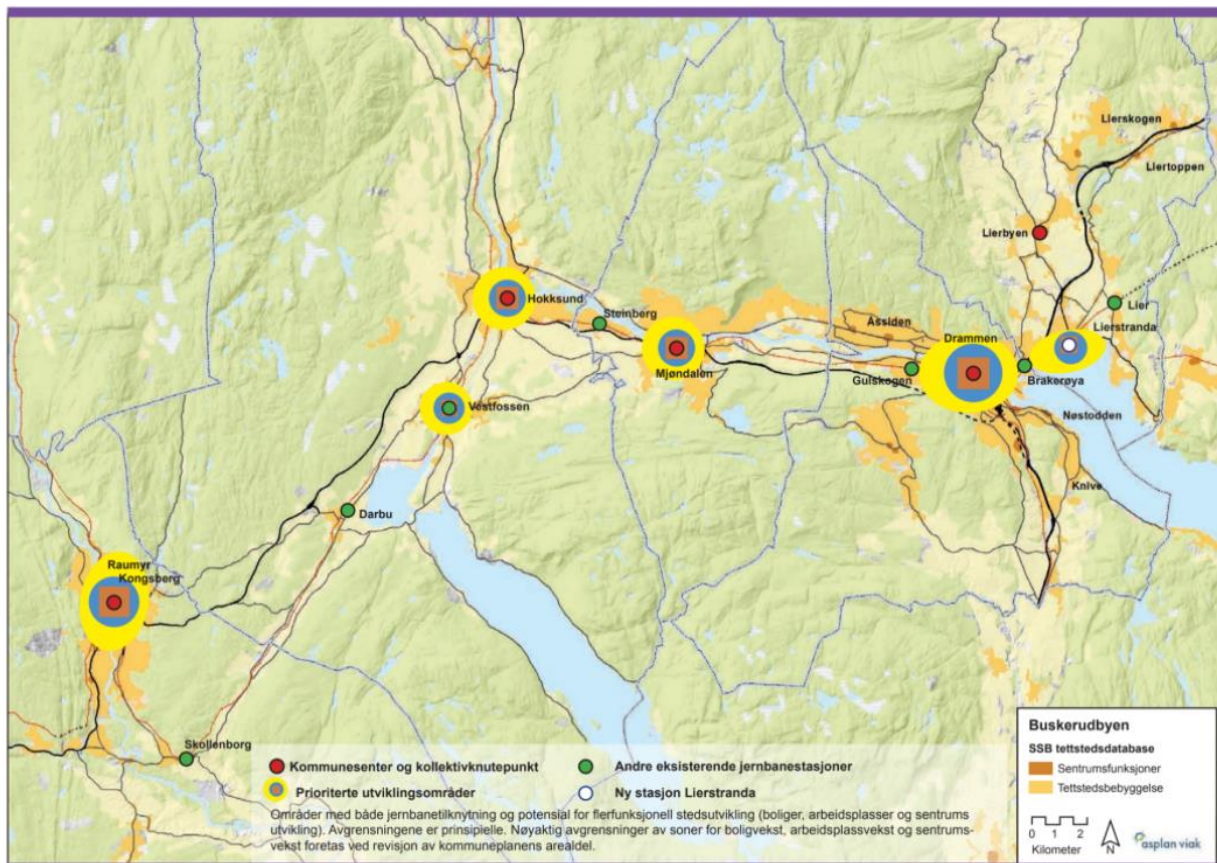 Lierskogen
Liertoppen
Lierbyen
Lier
Lierstranda
Hokksund
Steinberg
Åssiden
Drammen
Mjøndalen
Gulskogen
Brakerøya
Vestfossen
Nøstodden
Knive
Darbu
Raumyr
Kongsberg
Skollenborg
Kommunesenter og kollektivknutepunkt
Andre eksisterende jernbanestasjoner
Prioriterte utviklingsområder
Ny stasjon Lierstranda
Områder med både jernbanetilknytning og potensial for flerfunksjonell stedsutvikling (boliger, arbeidsplasser og sentrums
utvikling). Avgrensningene er prinsipielle. Nøyaktig avgrensninger av soner for boligvekst, arbeidsplassvekst og sentrums-
vekst foretas ved revisjon av kommuneplanens arealdel.
Buskerudbyen
SSB tettstedsdatabase
Sentrumsfunksjoner
Tettstedsbebyggelse
0 1 2
Kilometer
N
asplan viak